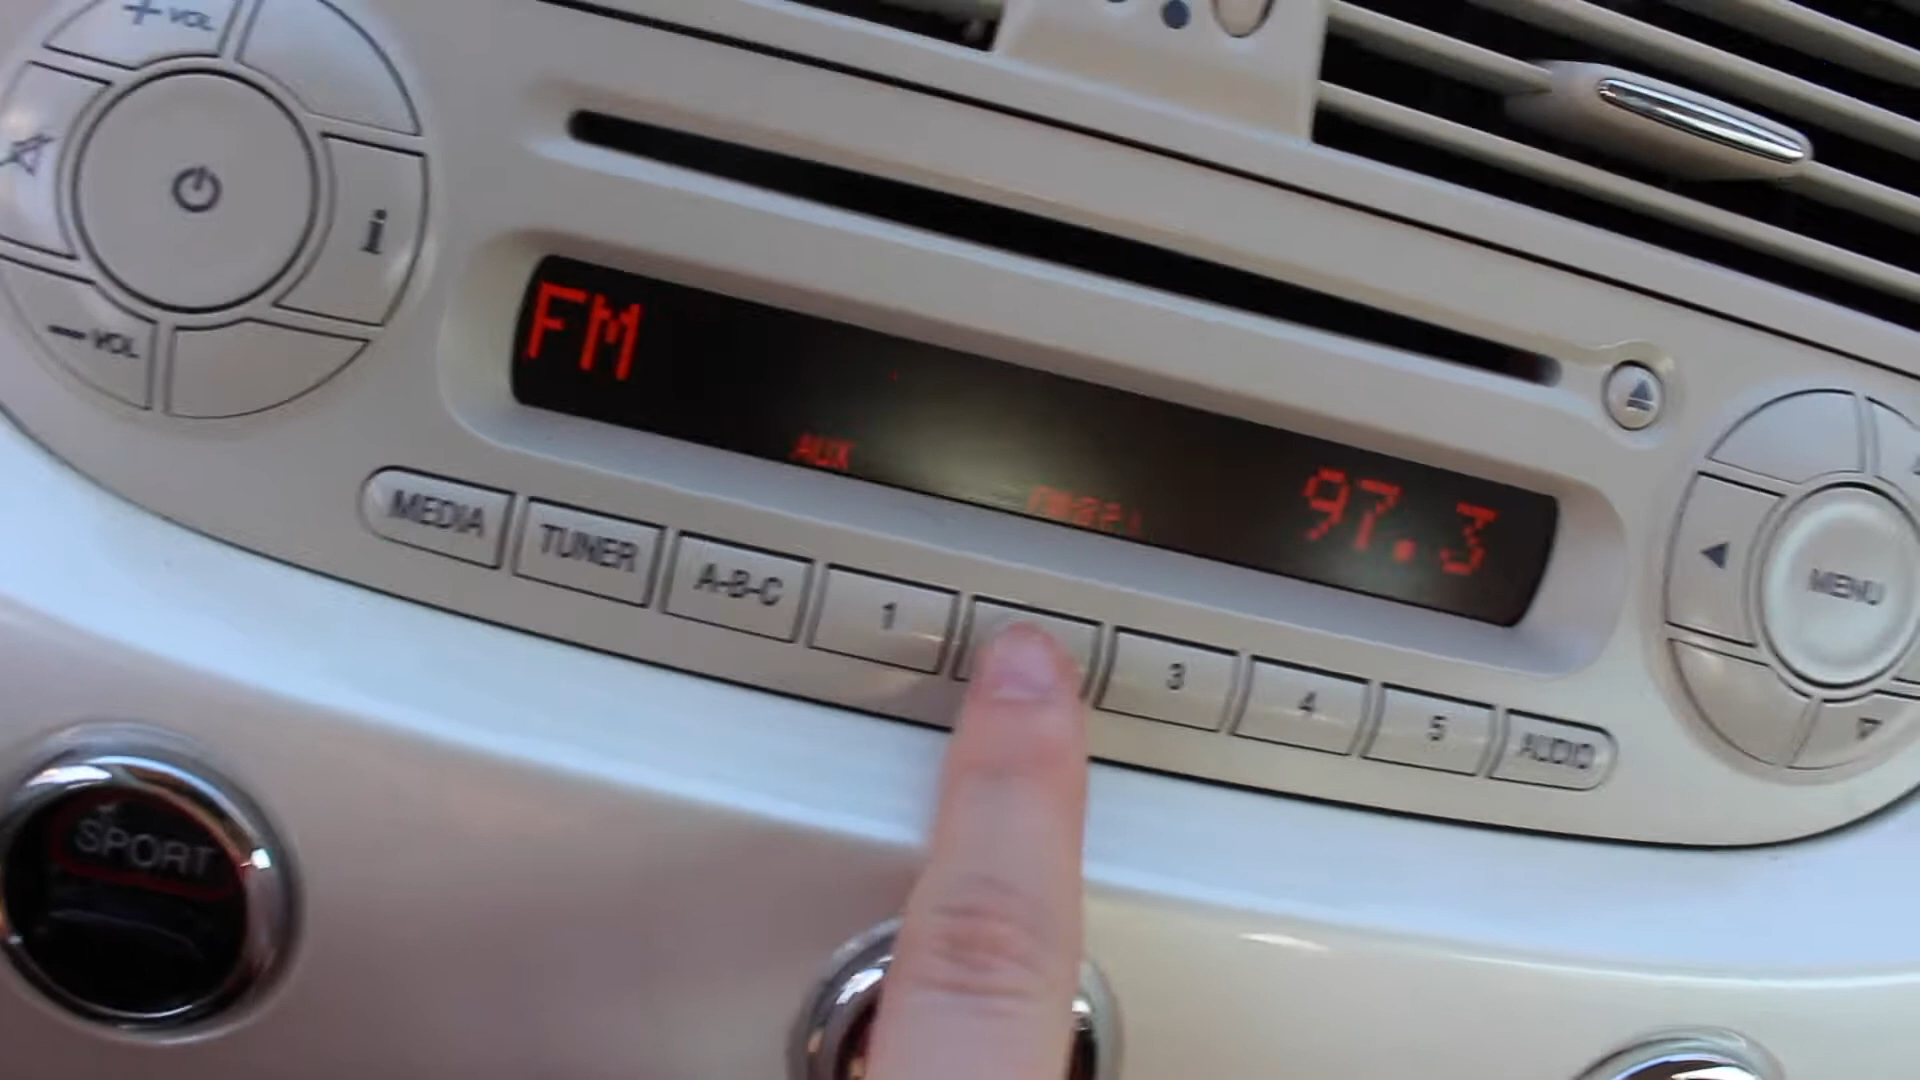 + VOL
i
- VOL
FM
AUX
97.3
MEDIA
TUNER
A-B-C
1
3
4
5
AUDIO
MENU
SPORT